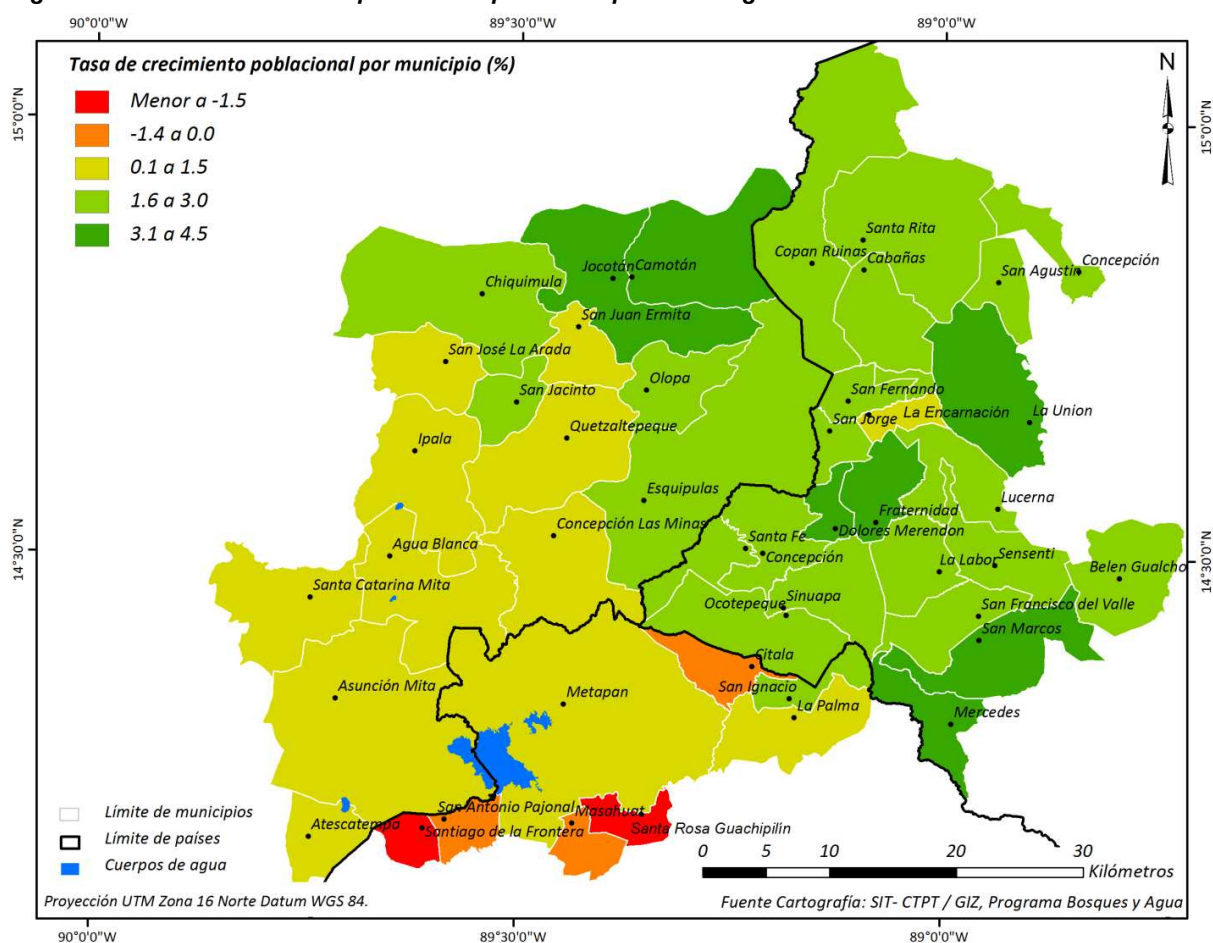 90°0'0"W
89°30'0"W
89°0'0"W
Tasa de crecimiento poblacional por municipio (%)
Menor a -1.5
-1.4 a 0.0
0.1 a 1.5
1.6 a 3.0
3.1 a 4.5
N
15°0'0"N
15°0'0"N
Santa Rita
Copan Ruinas
Cabañas
Concepción
San Agustin
Jocotán
Camotán
Chiquimula
San Juan Ermita
San José La Arada
San Jacinto
Olopa
San Fernando
La Encarnación
La Union
San Jorge
Quetzaltepeque
Ipala
Esquipulas
Lucerna
Fraternidad
Dolores Merendon
Concepción Las Minas
Santa Fe
Concepción
Agua Blanca
La Labor
Sensenti
Belen Gualcho
14°30'0"N
14°30'0"N
Santa Catarina Mita
Ocotepeque
Sinuapa
San Francisco del Valle
San Marcos
Citala
Asunción Mita
Metapan
San Ignacio
La Palma
Mercedes
Límite de municipios
Límite de países
Cuerpos de agua
Atescatempa
San Antonio Pajonal
Santiago de la Frontera
Masahuat
Santa Rosa Guachipilín
0 5 10 20 30
Kilómetros
Proyección UTM Zona 16 Norte Datum WGS 84.
Fuente Cartografía: SIT- CTPT / GIZ, Programa Bosques y Agua
90°0'0"W
89°30'0"W
89°0'0"W